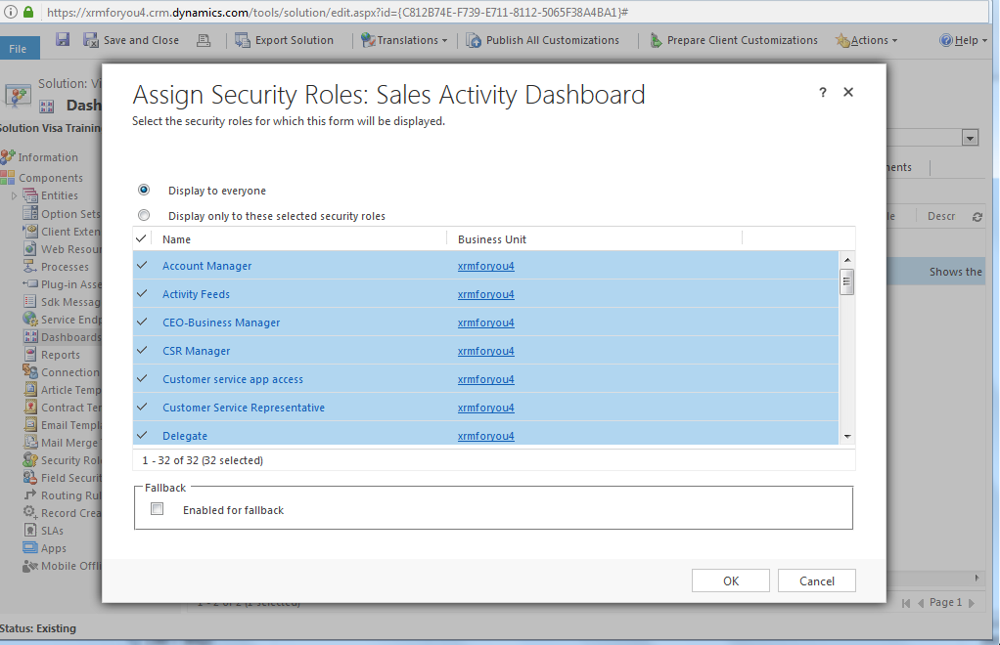 https://xrmforyou4.crm.dynamics.com/tools/solution/edit.aspx?id={C812B74E-F739-E711-8112-5065F38A4BA1}#
File Save and Close Export Solution Translations Publish All Customizations Prepare Client Customizations Actions Help
Solution: Vi
Dash
Solution Visa Trainin
Information
Components
Entities
Option Sets
Client Exten
Web Resour
Processes
Plug-in Asse
Sdk Messag
Service Endp
Dashboards
Reports
Connection
Article Temp
Contract Ter
Email Templa
Mail Merge
Security Rol
Field Securit
Routing Rul
Record Crea
SLAs
Apps
Mobile Offli
Status: Existing
Assign Security Roles: Sales Activity Dashboard ? ✕
Select the security roles for which this form will be displayed.
Display to everyone
Display only to these selected security roles
Name Business Unit
Account Manager xrmforyou4
Activity Feeds xrmforyou4
CEO-Business Manager xrmforyou4
CSR Manager xrmforyou4
Customer service app access xrmforyou4
Customer Service Representative xrmforyou4
Delegate xrmforyou4
1 - 32 of 32 (32 selected)
Fallback
Enabled for fallback
OK Cancel
nents
le Descr
Shows the
Page 1